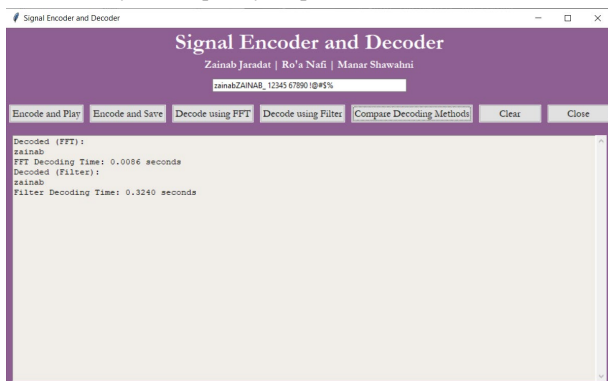 Signal Encoder and Decoder
Signal Encoder and Decoder
Zainab Jaradat | Ro'a Nafi | Manar Shawahni
zainabZAINAB_ 12345 67890 !@#$%
Encode and Play Encode and Save Decode using FFT Decode using Filter Compare Decoding Methods Clear Close
Decoded (FFT):
zainab
FFT Decoding Time: 0.0086 seconds
Decoded (Filter):
zainab
Filter Decoding Time: 0.3240 seconds